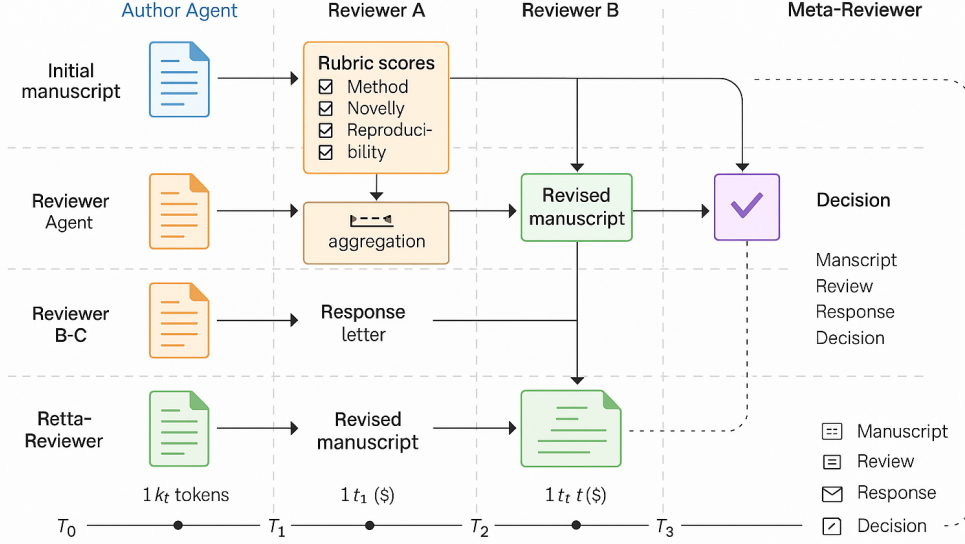 Author Agent
Reviewer A
Reviewer B
Meta-Reviewer
Initial
manuscript
Rubric scores
Method
Novelly
Reproduci-
bility
Reviewer
Agent
aggregation
Revised
manuscript
Decision
Manscript
Review
Response
Decision
Reviewer
B-C
Response
letter
Retta-
Reviewer
Revised
manuscript
Manuscript
Review
Response
Decision
1 kₜ tokens
1 t₁ ($)
1 tₜ t ($)
T₀
T₁
T₂
T₃